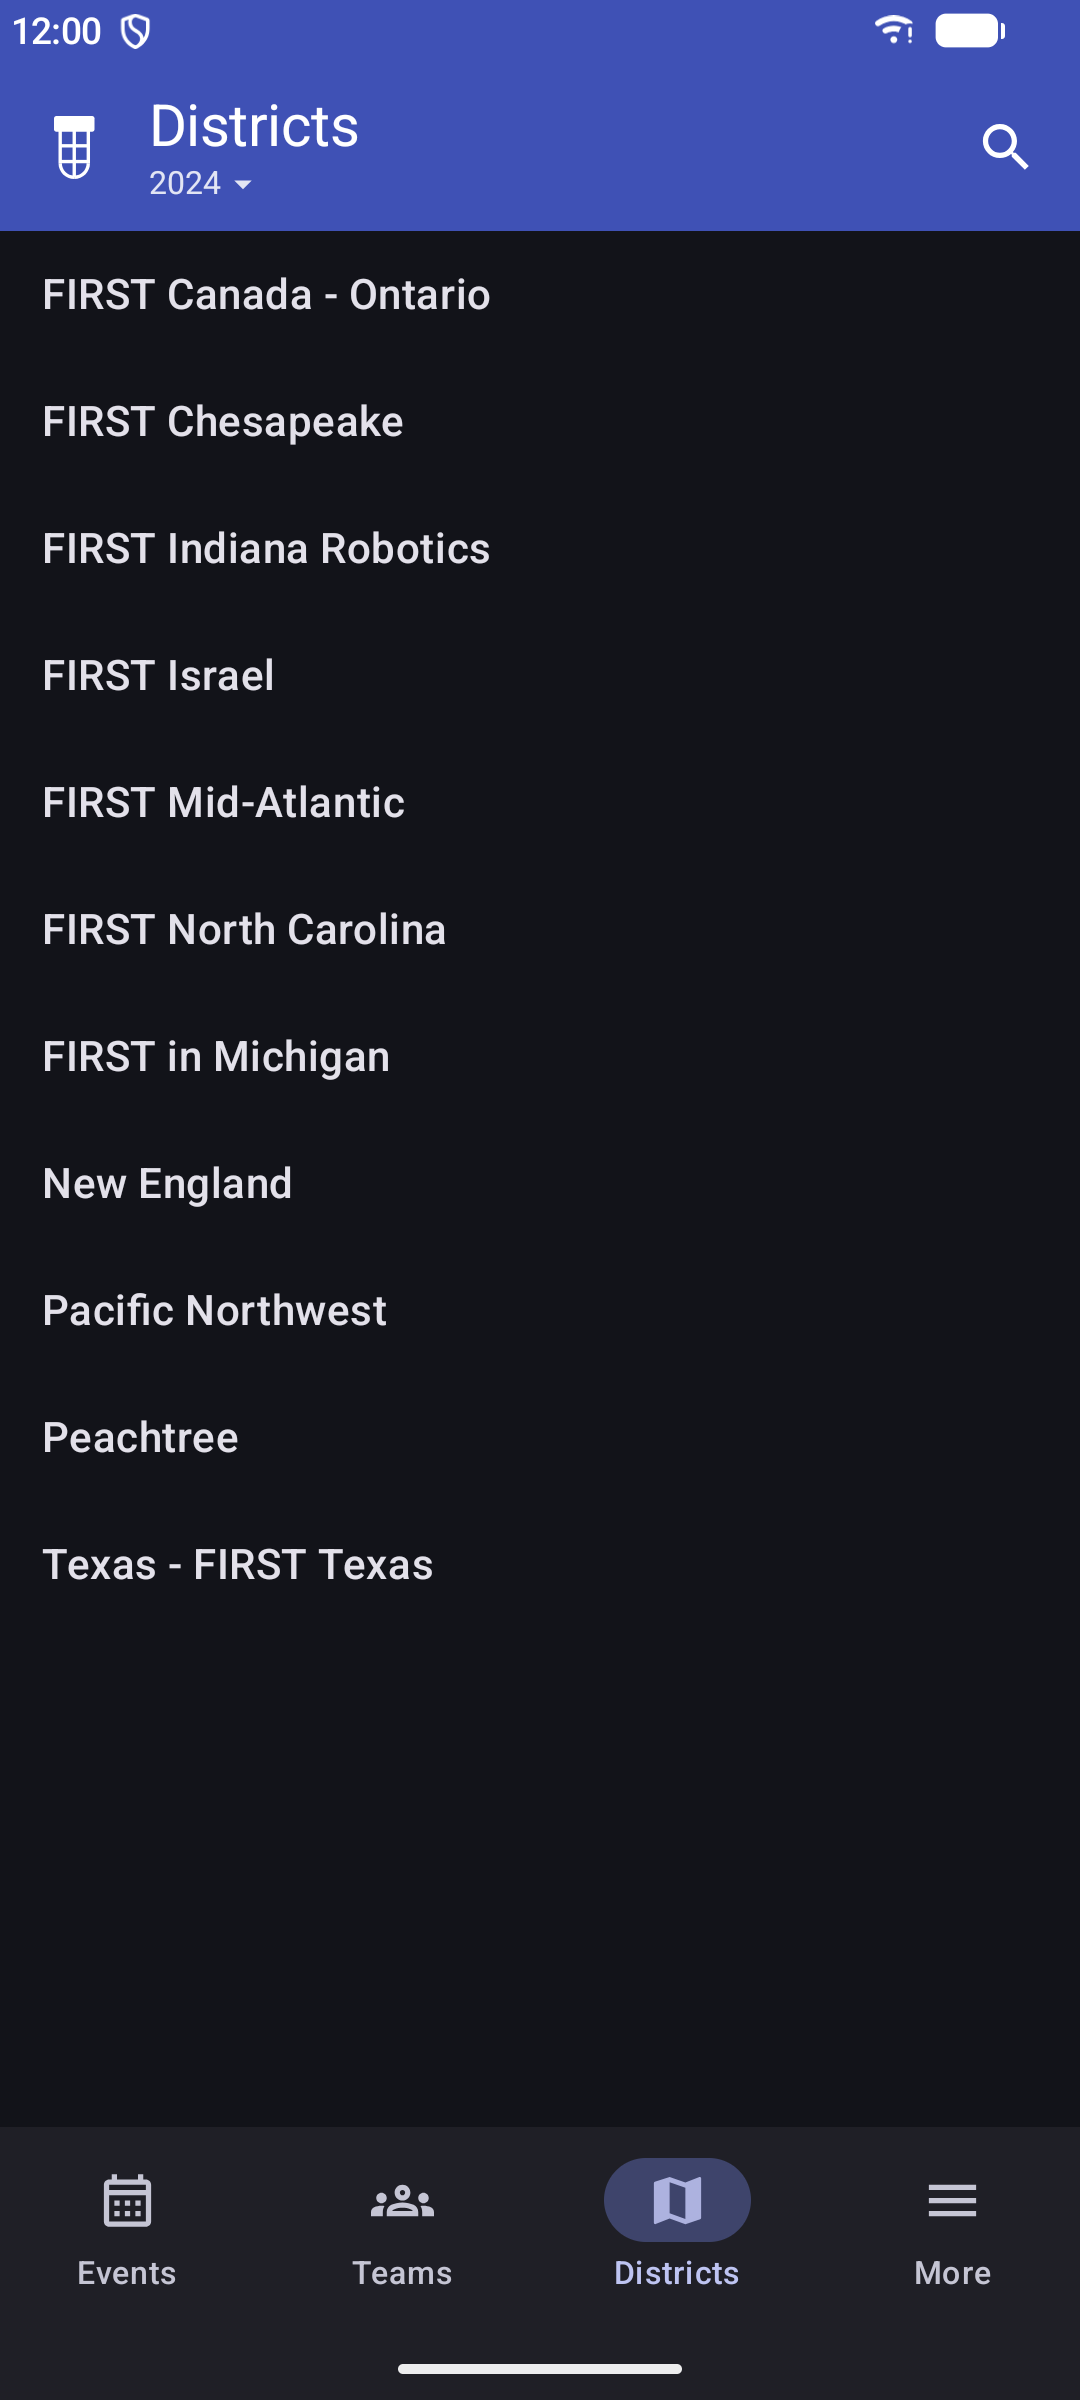 12:00
Districts
2024
FIRST Canada - Ontario
FIRST Chesapeake
FIRST Indiana Robotics
FIRST Israel
FIRST Mid-Atlantic
FIRST North Carolina
FIRST in Michigan
New England
Pacific Northwest
Peachtree
Texas - FIRST Texas
Events
Teams
Districts
More